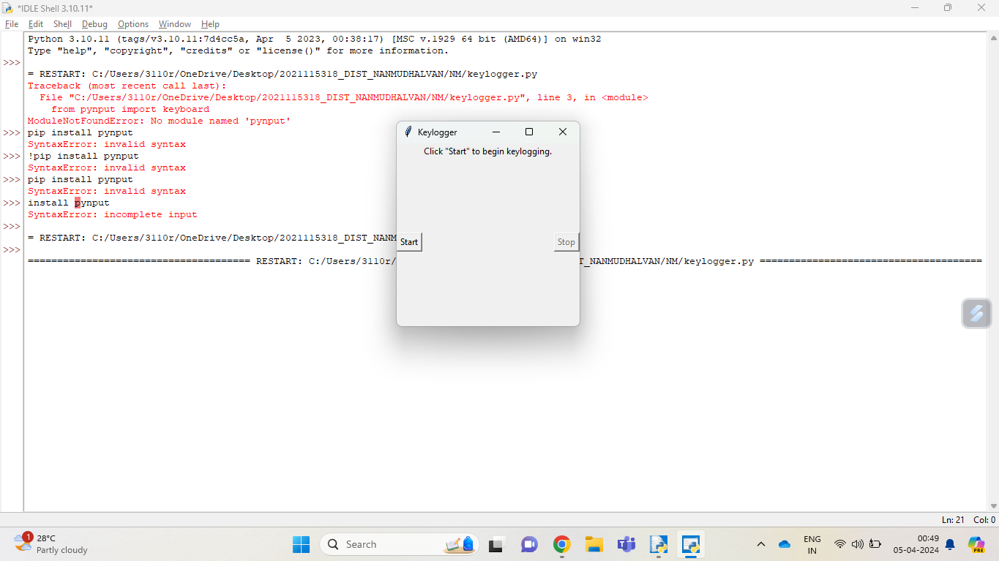 *IDLE Shell 3.10.11*
File Edit Shell Debug Options Window Help
Python 3.10.11 (tags/v3.10.11:7d4cc5a, Apr  5 2023, 00:38:17) [MSC v.1929 64 bit (AMD64)] on win32
Type "help", "copyright", "credits" or "license()" for more information.
>>>
= RESTART: C:/Users/3110r/OneDrive/Desktop/2021115318_DIST_NANMUDHALVAN/NM/keylogger.py
Traceback (most recent call last):
  File "C:/Users/3110r/OneDrive/Desktop/2021115318_DIST_NANMUDHALVAN/NM/keylogger.py", line 3, in <module>
    from pynput import keyboard
ModuleNotFoundError: No module named 'pynput'
>>> pip install pynput
SyntaxError: invalid syntax
>>> !pip install pynput
SyntaxError: invalid syntax
>>> pip install pynput
SyntaxError: invalid syntax
>>> install pynput
SyntaxError: incomplete input
>>>
= RESTART: C:/Users/3110r/OneDrive/Desktop/2021115318_DIST_NANM
>>>
====================================== RESTART: C:/Users/3110r/ T_NANMUDHALVAN/NM/keylogger.py ======================================
Keylogger
Click "Start" to begin keylogging.
Start Stop
Ln: 21 Col: 0
1
28°C
Partly cloudy
Search
ENG
IN
00:49
05-04-2024
PRE